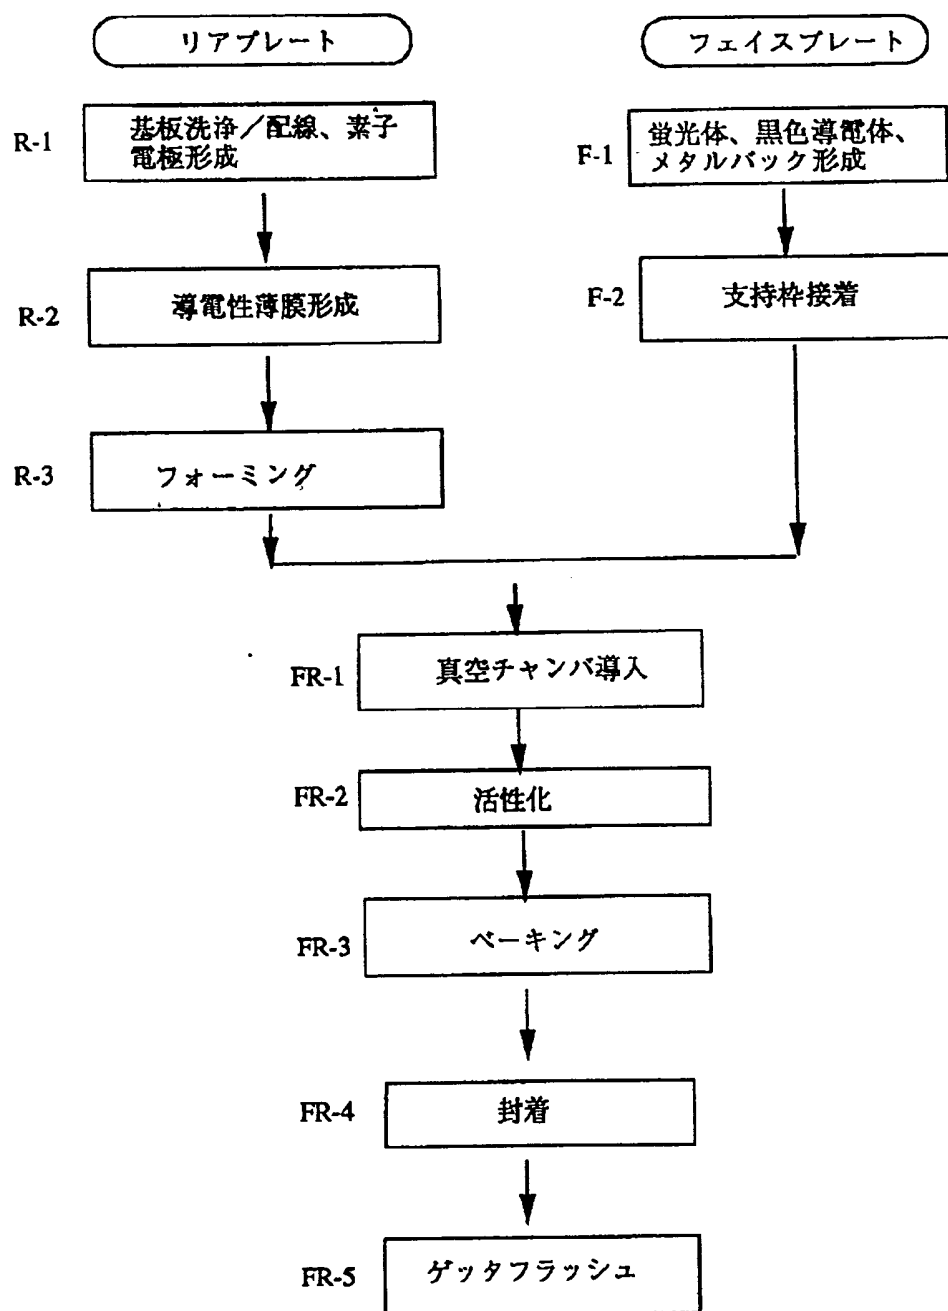 リアプレート
フェイスプレート
R-1
基板洗浄/配線、素子
電極形成
F-1
蛍光体、黒色導電体、
メタルバック形成
R-2
導電性薄膜形成
F-2
支持枠接着
R-3
フォーミング
FR-1
真空チャンバ導入
FR-2
活性化
FR-3
ベーキング
FR-4
封着
FR-5
ゲッタフラッシュ